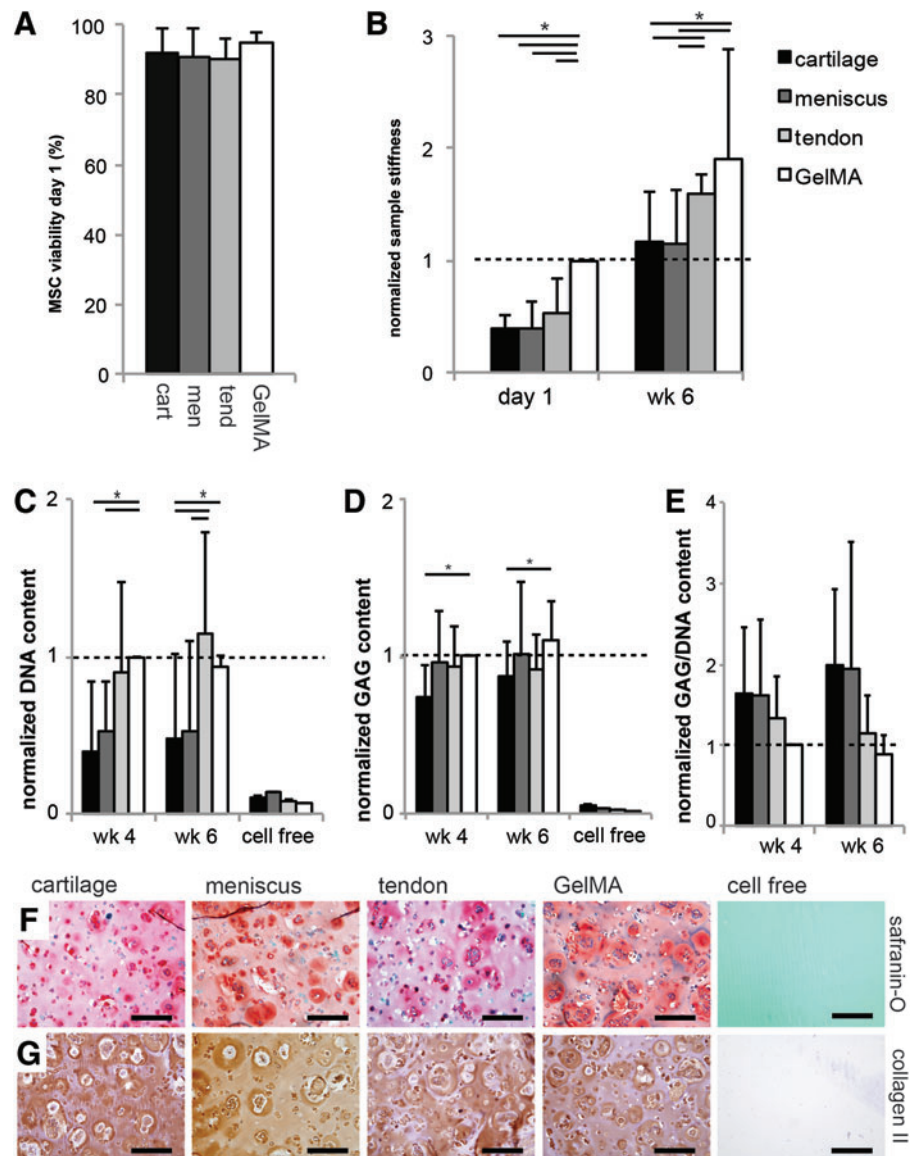 A
MSC viability day 1 (%)
100
80
60
40
20
0
cart
men
tend
GelMA
B
normalized sample stiffness
3
2
1
0
*
*
day 1
wk 6
cartilage
meniscus
tendon
GelMA
C
normalized DNA content
2
1
0
*
*
wk 4
wk 6
cell free
D
normalized GAG content
2
1
0
*
*
wk 4
wk 6
cell free
E
normalized GAG/DNA content
4
3
2
1
0
wk 4
wk 6
cartilage
meniscus
tendon
GelMA
cell free
F
safranin-O
G
collagen II